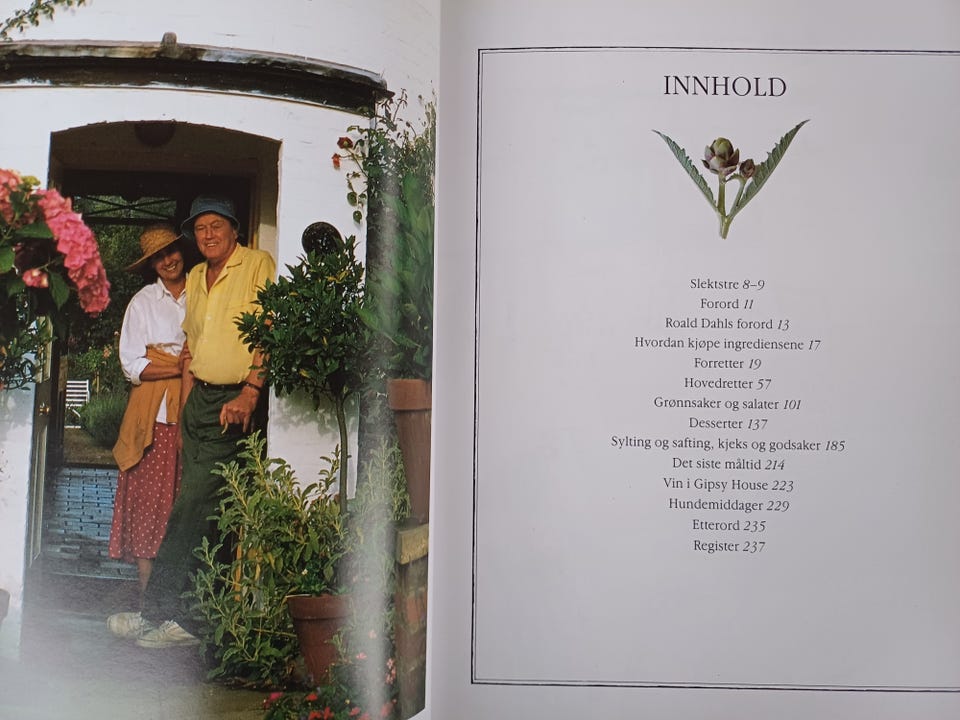 INNHOLD
Slektstre 8–9
Forord 11
Roald Dahls forord 13
Hvordan kjøpe ingrediensene 17
Forretter 19
Hovedretter 57
Grønnsaker og salater 101
Desserter 137
Sylting og safting, kjeks og godsaker 185
Det siste måltid 214
Vin i Gipsy House 223
Hundemiddager 229
Etterord 235
Register 237